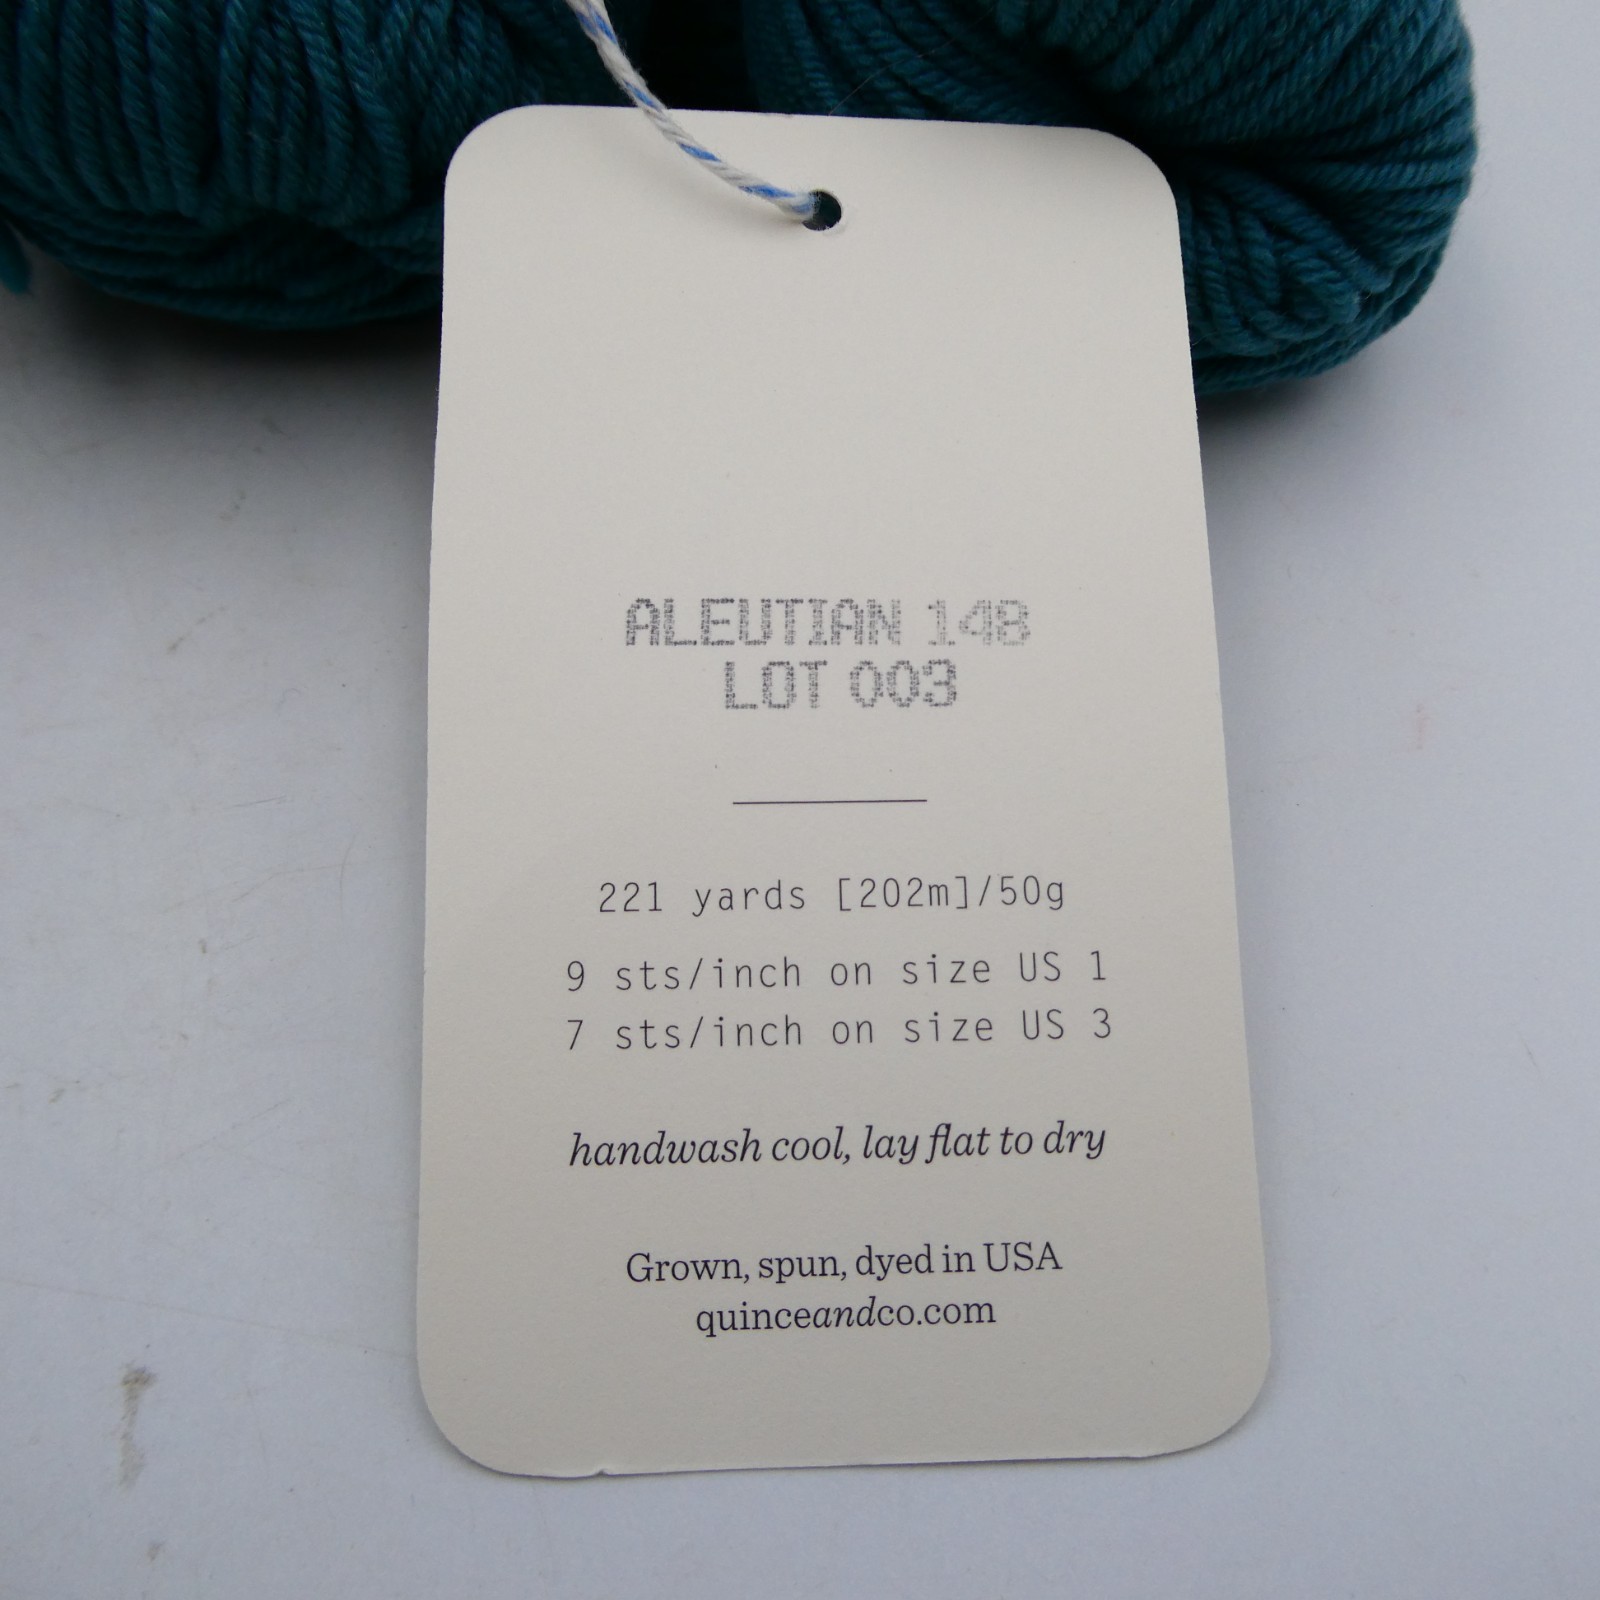 ALEUTIAN 148
LOT 003
221 yards [202m]/50g
9 sts/inch on size US 1
7 sts/inch on size US 3
handwash cool, lay flat to dry
Grown, spun, dyed in USA
quinceandco.com